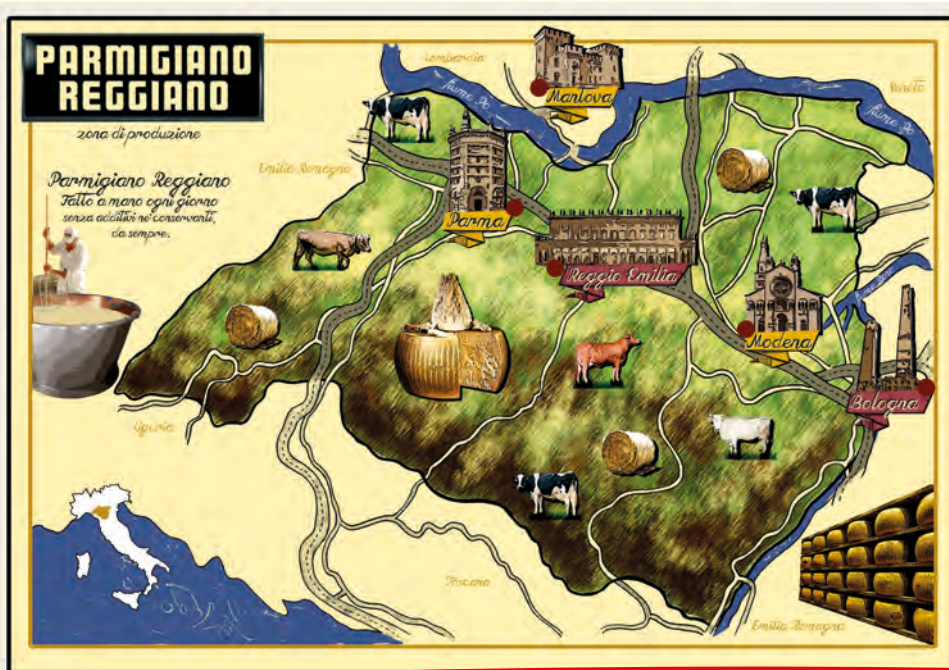 PARMIGIANO
REGGIANO
zona di produzione
Parmigiano Reggiano
Fatto a mano ogni giorno
senza additivi nè conservanti,
da sempre.
Lombardia
fiume Po
Mantova
Veneto
fiume Po
Emilia Romagna
Parma
Reggio Emilia
Modena
Bologna
Liguria
Toscana
Emilia Romagna